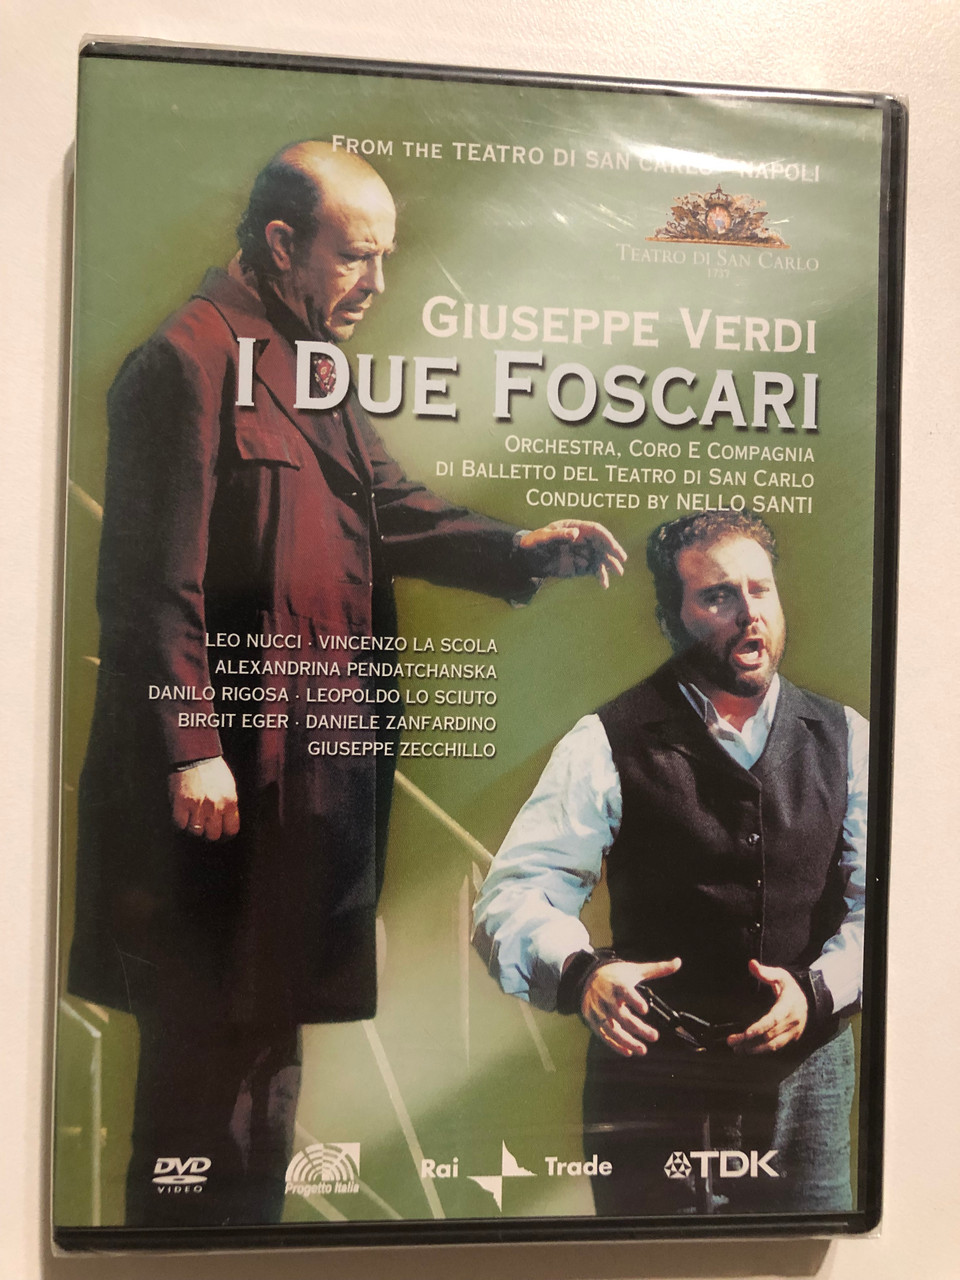 FROM THE TEATRO DI SAN CARLO - NAPOLI
TEATRO DI SAN CARLO
1737
GIUSEPPE VERDI
I DUE FOSCARI
ORCHESTRA, CORO E COMPAGNIA
DI BALLETTO DEL TEATRO DI SAN CARLO
CONDUCTED BY NELLO SANTI
LEO NUCCI · VINCENZO LA SCOLA
ALEXANDRINA PENDATCHANSKA
DANILO RIGOSA · LEOPOLDO LO SCIUTO
BIRGIT EGER · DANIELE ZANFARDINO
GIUSEPPE ZECCHILLO
DVD
VIDEO
Progetto Italia
Rai Trade
TDK